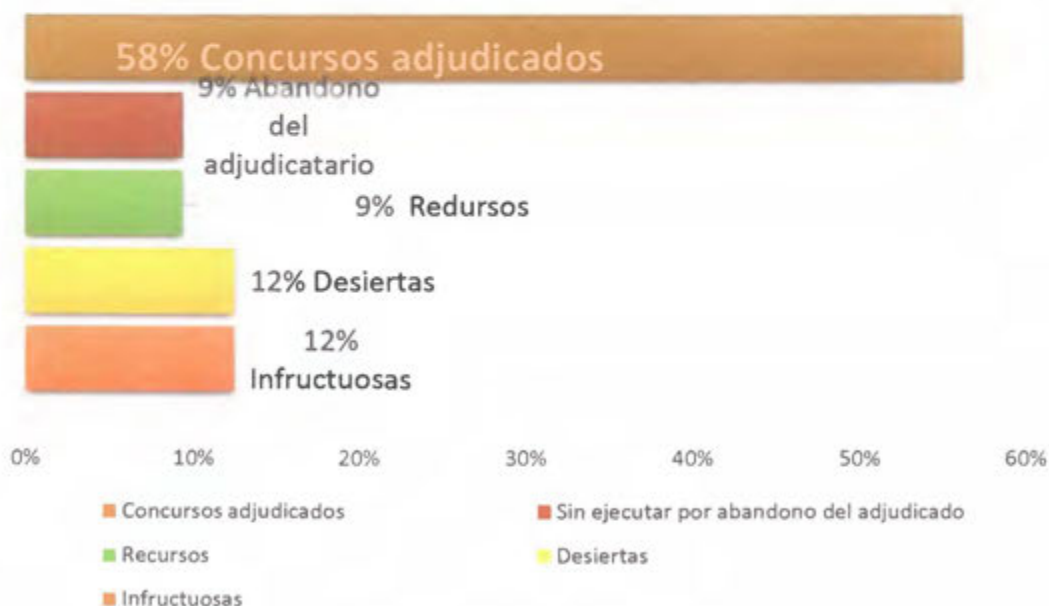 58% Concursos adjudicados
9% Abandono
del
adjudicatario
9% Redursos
12% Desiertas
12%
Infructuosas
0% 10% 20% 30% 40% 50% 60%
Concursos adjudicados
Sin ejecutar por abandono del adjudicado
Recursos
Desiertas
Infructuosas